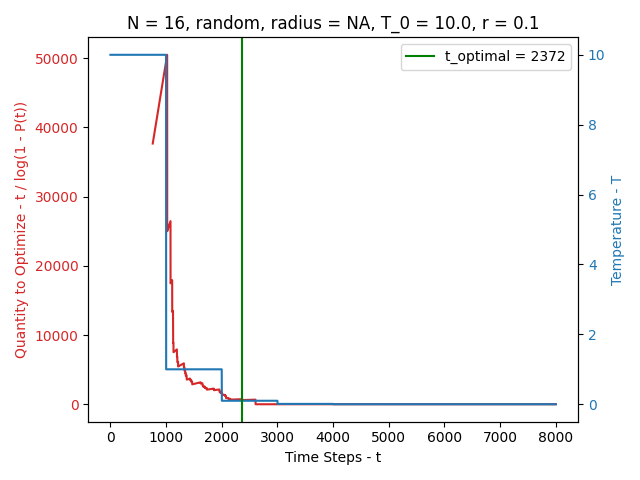 N = 16, random, radius = NA, T_0 = 10.0, r = 0.1
t_optimal = 2372
Quantity to Optimize - t / log(1 - P(t))
50000
40000
30000
20000
10000
0
10
8
6
4
2
0
Temperature - T
0 1000 2000 3000 4000 5000 6000 7000 8000
Time Steps - t